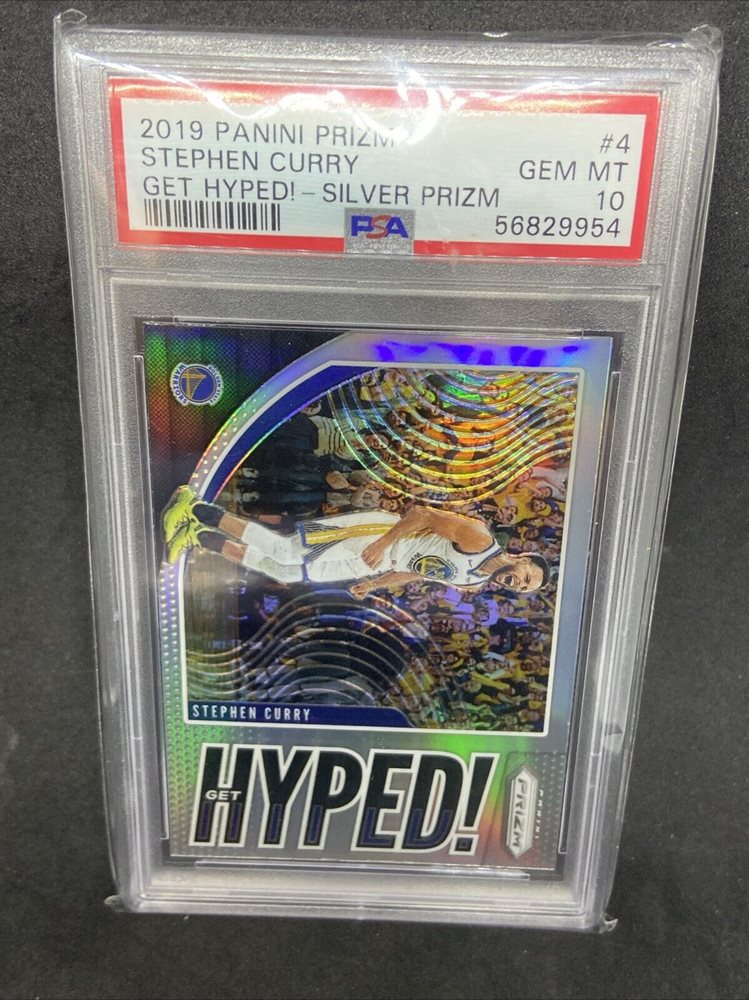 2019 PANINI PRIZM #4
STEPHEN CURRY GEM MT
GET HYPED! - SILVER PRIZM 10
PSA 56829954
STEPHEN CURRY
GET
HYPED!
PANINI
PRIZM